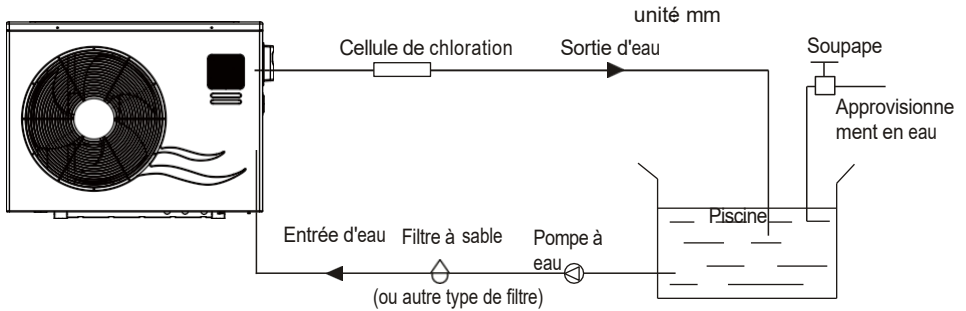 unité mm
Cellule de chloration
Sortie d'eau
Soupape
Approvisionne
ment en eau
Piscine
Entrée d'eau
Filtre à sable
Pompe à
eau
(ou autre type de filtre)